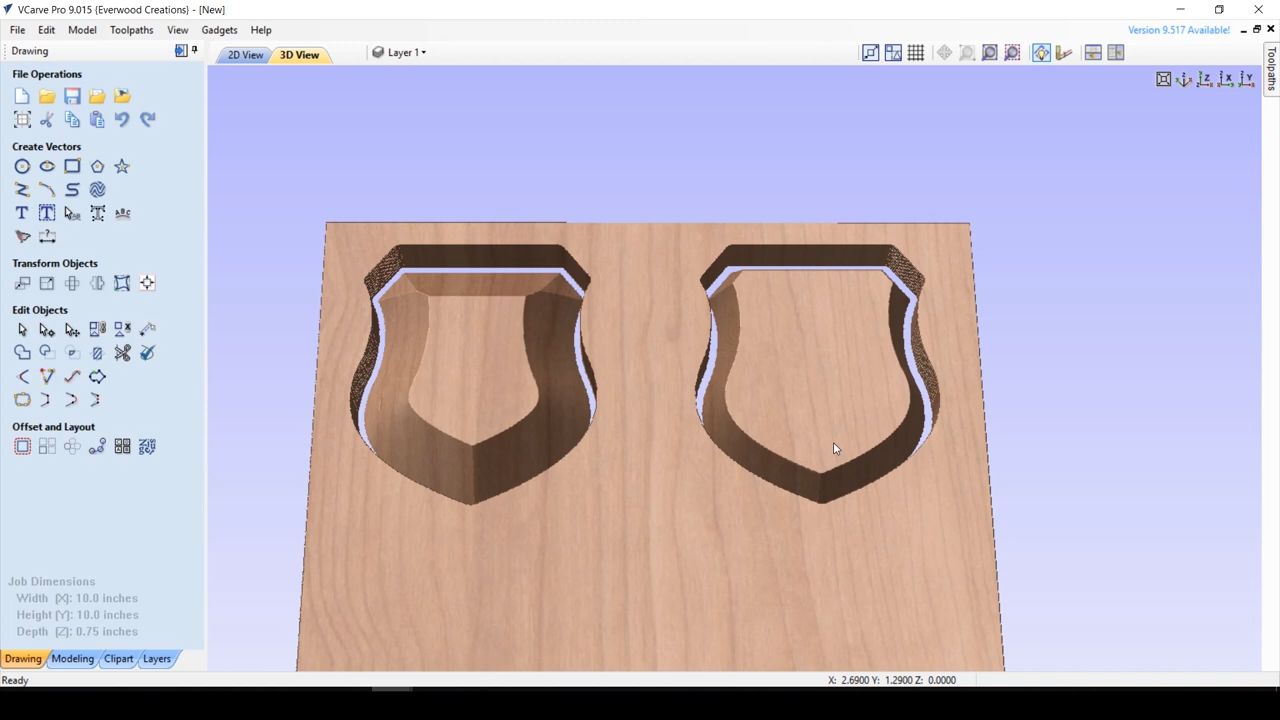 VCarve Pro 9.015 {Everwood Creations} - [New]
File Edit Model Toolpaths View Gadgets Help
Version 9.517 Available!
Drawing
2D View
3D View
Layer 1
Toolpaths
File Operations
Create Vectors
Transform Objects
Edit Objects
Offset and Layout
Job Dimensions
Width (X): 10.0 inches
Height (Y): 10.0 inches
Depth (Z): 0.75 inches
Drawing Modeling Clipart Layers
Ready
X: 2.6900 Y: 1.2900 Z: 0.0000